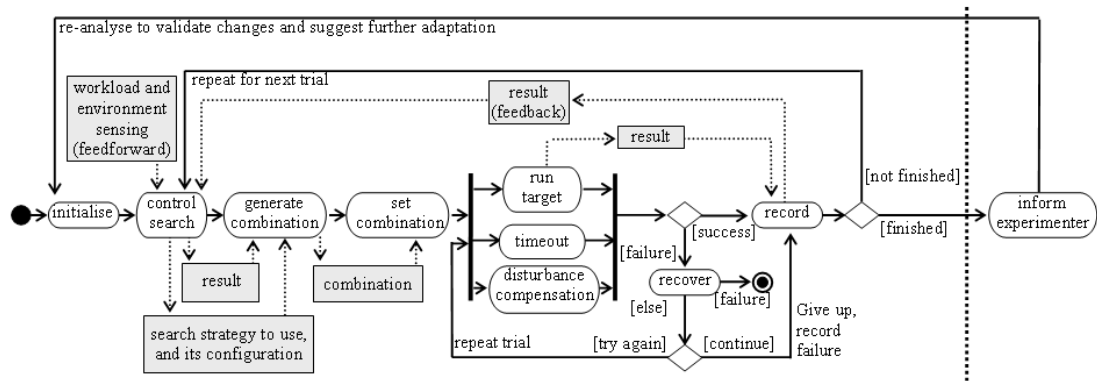 re-analyse to validate changes and suggest further adaptation
repeat for next trial
workload and
environment
sensing
(feedforward)
result
(feedback)
result
run
target
[not finished]
initialise
control
search
generate
combination
set
combination
timeout
[success]
record
[finished]
inform
experimenter
[failure]
result
combination
disturbance
compensation
recover
[failure]
[else]
search strategy to use,
and its configuration
repeat trial
[try again]
[continue]
Give up,
record
failure